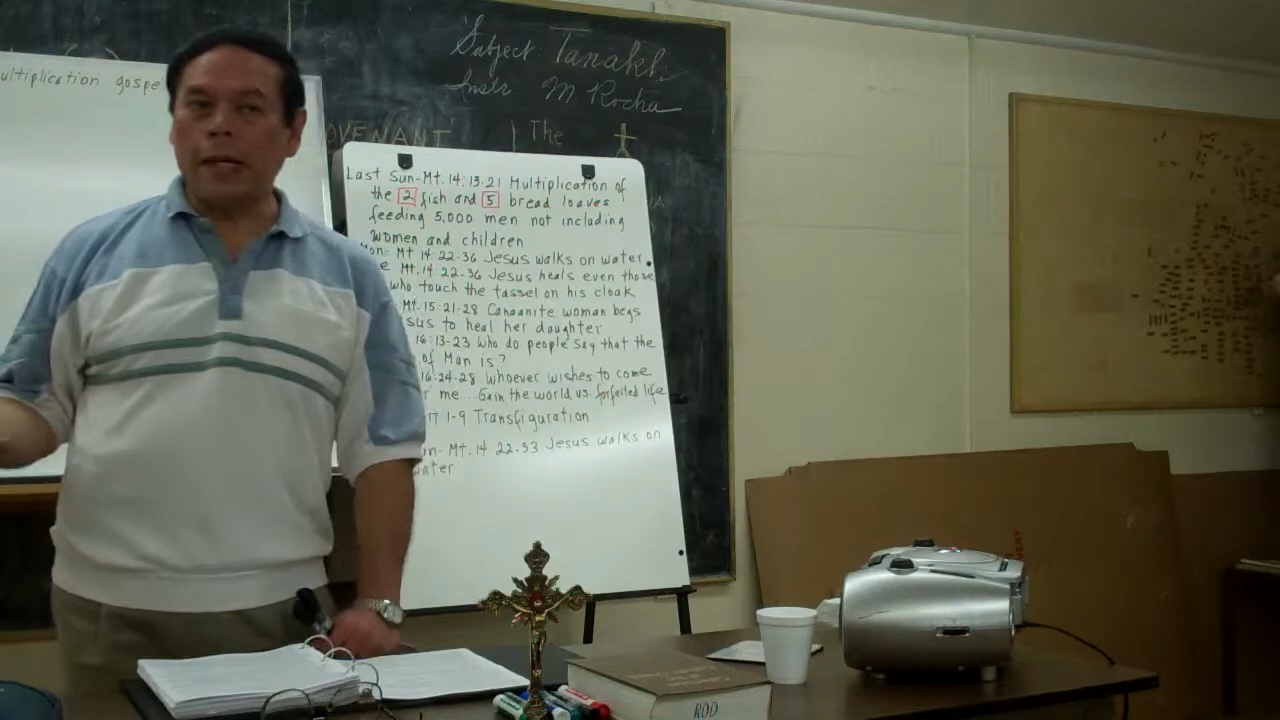 ultiplication gospe
Subject: Tanakh
Instr M Rocha
OVENANT | The
Last Sun-Mt. 14:13-21 Multiplication of
the 2 fish and 5 bread loaves
feeding 5,000 men not including
women and children
Mon: Mt 14:22-36 Jesus walks on water
e Mt. 14:22-36 Jesus heals even those
who touch the tassel on his cloak
Mt. 15:21-28 Canaanite woman begs
sus to heal her daughter
16:13-23 Who do people say that the
of Man is?
16:24-28 Whoever wishes to come
r me... Gain the world vs. forfeited life
17 1-9 Transfiguration
un- Mt. 14 22-33 Jesus walks on
water
ROD